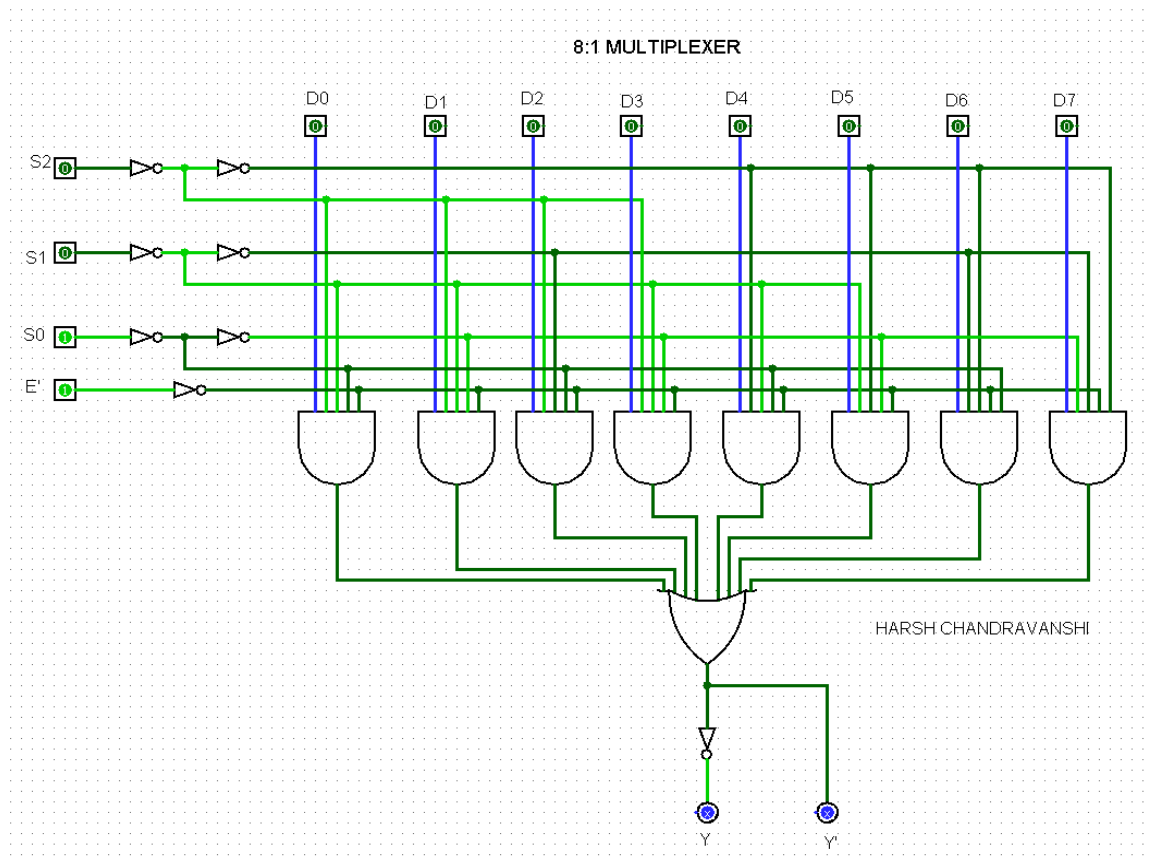 8:1 MULTIPLEXER
D0 D1 D2 D3 D4 D5 D6 D7
0 0 0 0 0 0 0 0
S2 0
S1 0
S0 1
E' 1
HARSH CHANDRAVANSHI
x x
Y Y'